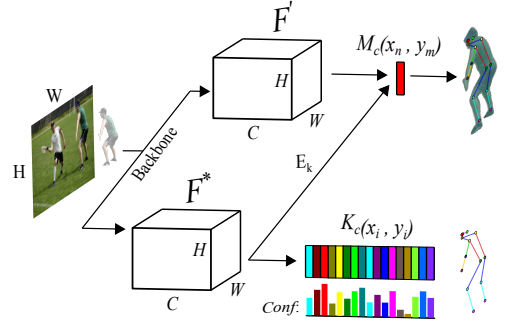 F'
M_c(x_n , y_m)
W
H
H
W
C
Backbone
E_k
F*
H
W
C
K_c(x_i , y_i)
Conf: